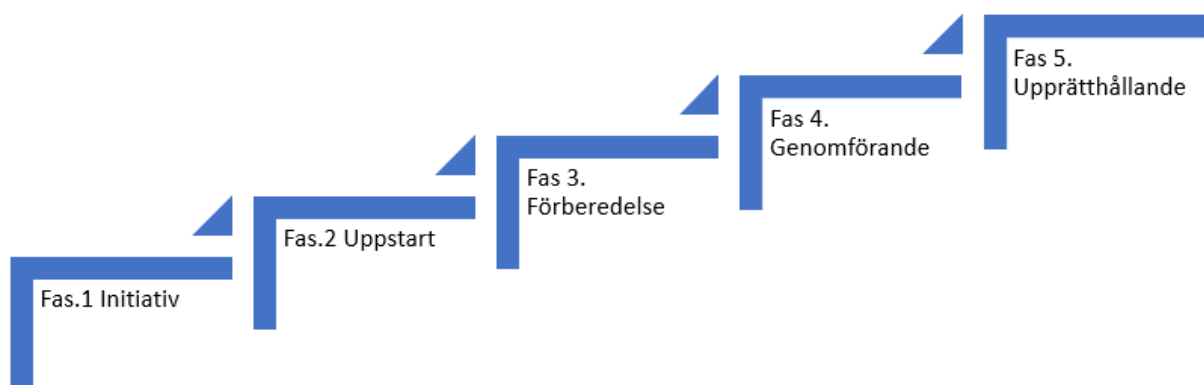 Fas.1 Initiativ
Fas.2 Uppstart
Fas 3.
Förberedelse
Fas 4.
Genomförande
Fas 5.
Upprätthållande